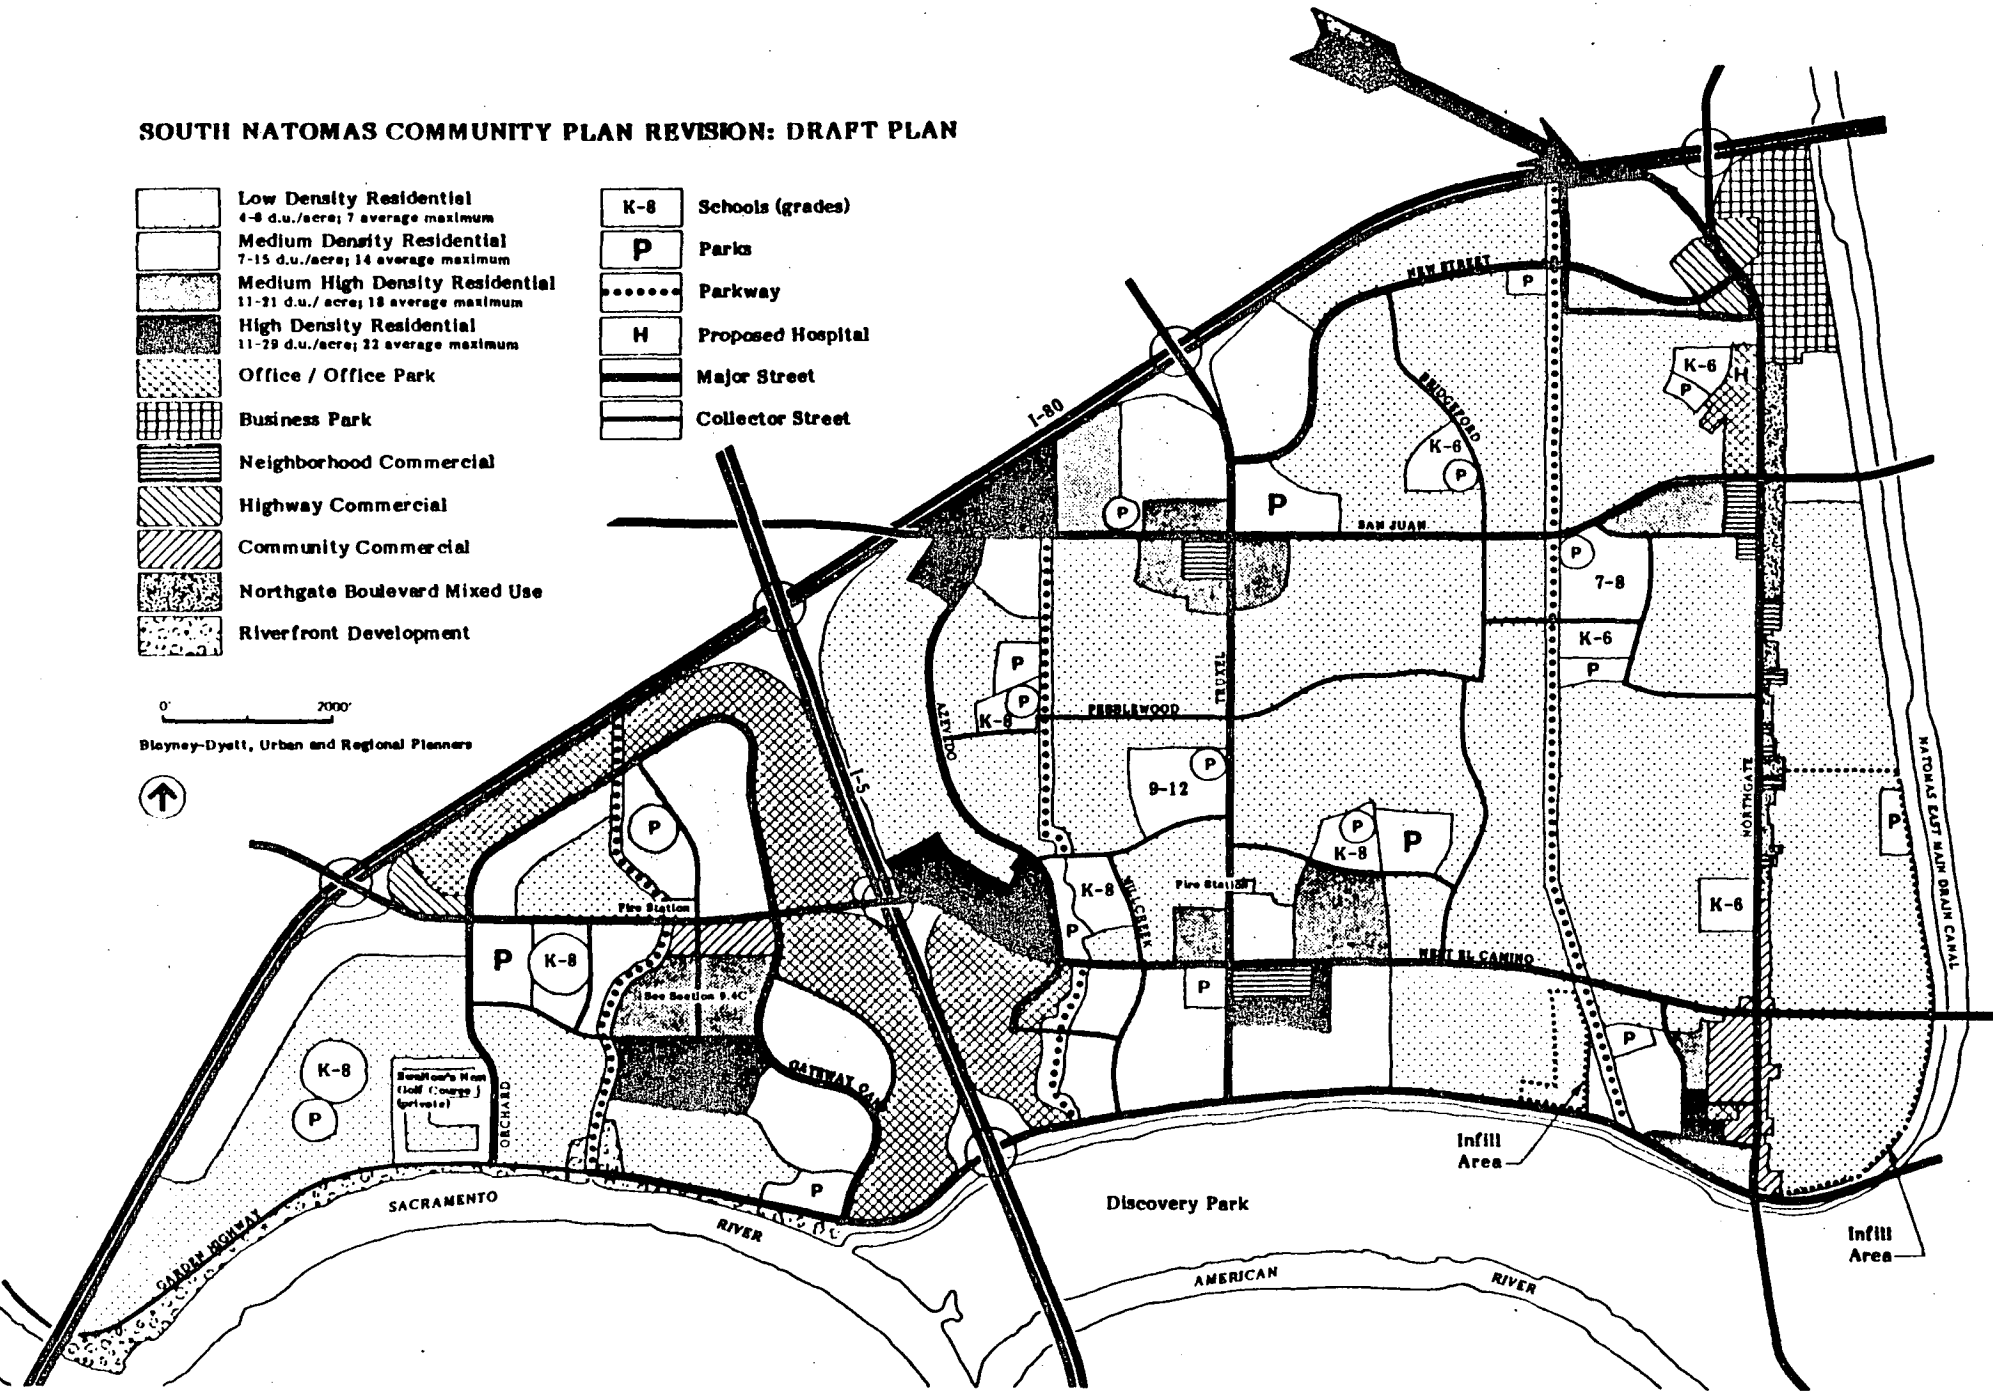 SOUTH NATOMAS COMMUNITY PLAN REVISION: DRAFT PLAN
Low Density Residential
4-8 d.u./acre; 7 average maximum
Medium Density Residential
7-15 d.u./acre; 14 average maximum
Medium High Density Residential
11-21 d.u./ acre; 18 average maximum
High Density Residential
11-29 d.u./acre; 22 average maximum
Office / Office Park
Business Park
Neighborhood Commercial
Highway Commercial
Community Commercial
Northgate Boulevard Mixed Use
Riverfront Development
K-8 Schools (grades)
P Parks
Parkway
H Proposed Hospital
Major Street
Collector Street
0' 2000'
Blayney-Dyett, Urban and Regional Planners
NEW STREET
P
I-80
BRIDGEFORD
K-6
P
K-6
P
H
P
P
SAN JUAN
P
7-8
K-6
P
P
P
K-8
AZEVEDO
PEBBLEWOOD
TRUXEL
I-5
9-12
P
P
K-8
P
P
NORTHGATE
NATOMAS EAST MAIN DRAIN CANAL
P
K-6
K-8
P
MILLCREEK
Fire Station
Fire Station
P
K-8
See Section 9.4C
WEST EL CAMINO
P
P
K-8
P
Swallow's Nest
(Golf Course)
(private)
ORCHARD
GATEWAY OAKS
P
GARDEN HIGHWAY
SACRAMENTO
RIVER
Discovery Park
AMERICAN
RIVER
Infill
Area
Infill
Area